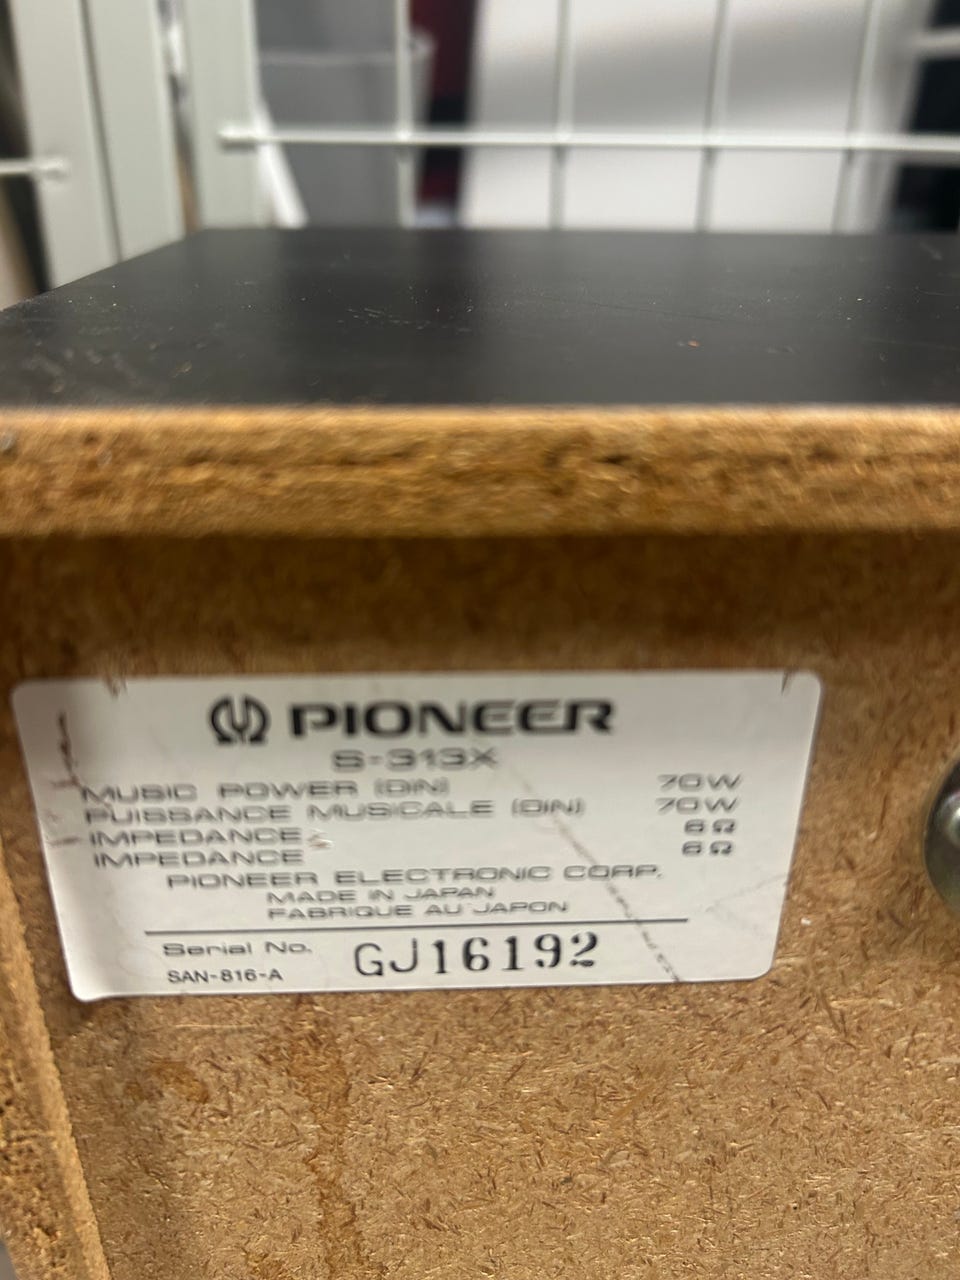 PIONEER
S-313X
MUSIC POWER (DIN) 70W
PUISSANCE MUSICALE (DIN) 70W
IMPEDANCE 6Ω
IMPEDANCE 6Ω
PIONEER ELECTRONIC CORP.
MADE IN JAPAN
FABRIQUE AU JAPON
Serial No. GJ16192
SAN-816-A